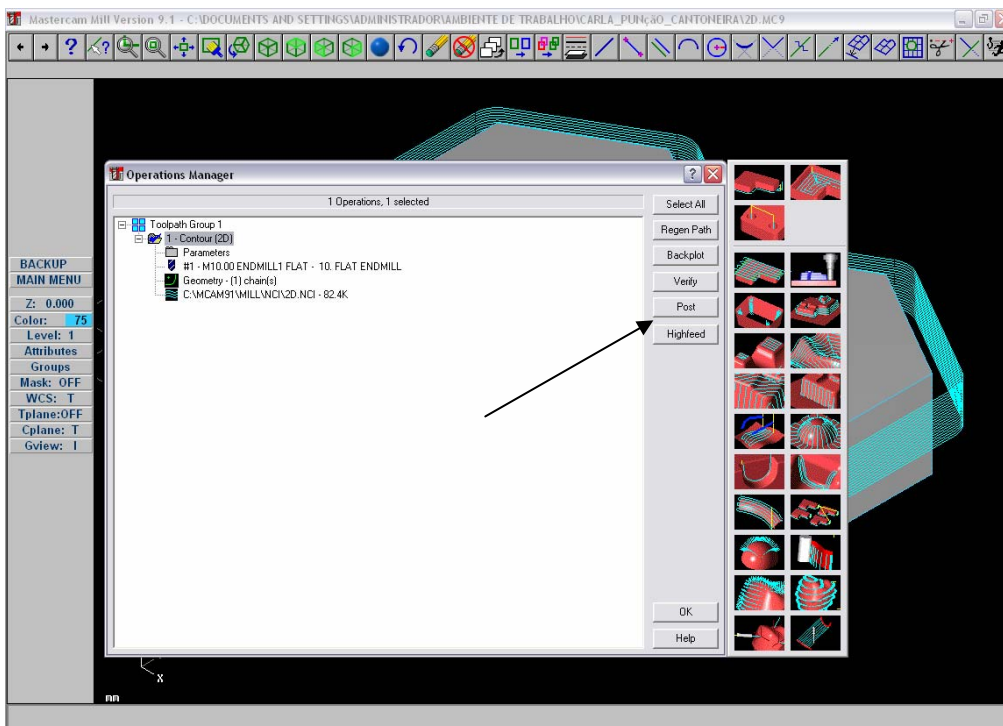 Mastercam Mill Version 9.1 - C:\DOCUMENTS AND SETTINGS\ADMINISTRADOR\AMBIENTE DE TRABALHO\CARLA_PUNção_CANTONEIRA\2D.MC9
Operations Manager
1 Operations, 1 selected
Toolpath Group 1
1 - Contour (2D)
Parameters
#1 - M10.00 ENDMILL1 FLAT - 10. FLAT ENDMILL
Geometry - (1) chain(s)
C:\MCAM91\MILL\NCI\2D.NCI - 82.4K
Select All
Regen Path
Backplot
Verify
Post
Highfeed
OK
Help
BACKUP
MAIN MENU
Z: 0.000
Color: 75
Level: 1
Attributes
Groups
Mask: OFF
WCS: T
Tplane:OFF
Cplane: T
Gview: I
X
mm